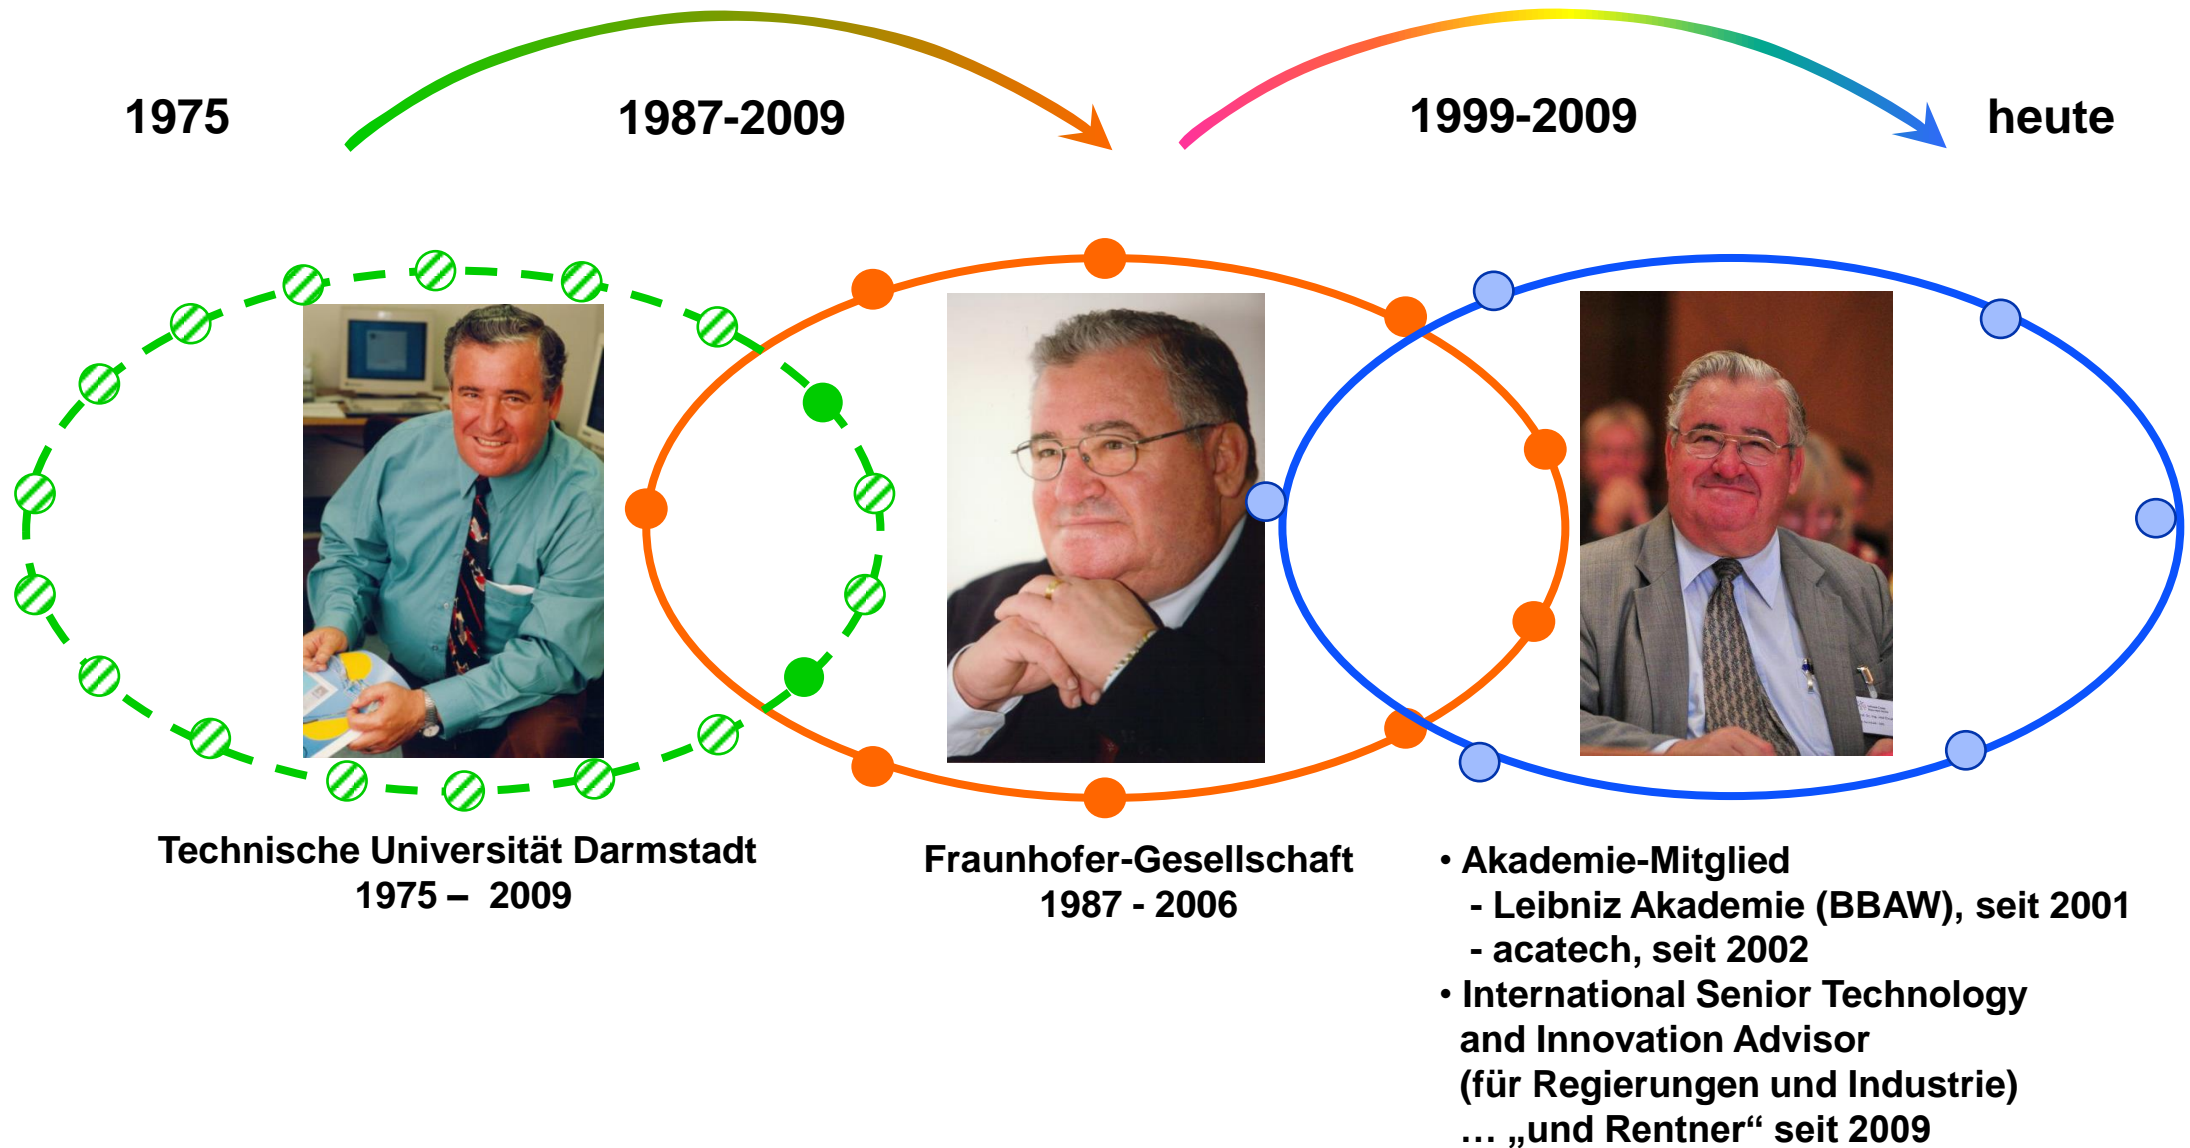 1975
1987-2009
1999-2009
heute
Technische Universität Darmstadt
1975 – 2009
Fraunhofer-Gesellschaft
1987 - 2006
• Akademie-Mitglied
- Leibniz Akademie (BBAW), seit 2001
- acatech, seit 2002
• International Senior Technology
and Innovation Advisor
(für Regierungen und Industrie)
... „und Rentner“ seit 2009